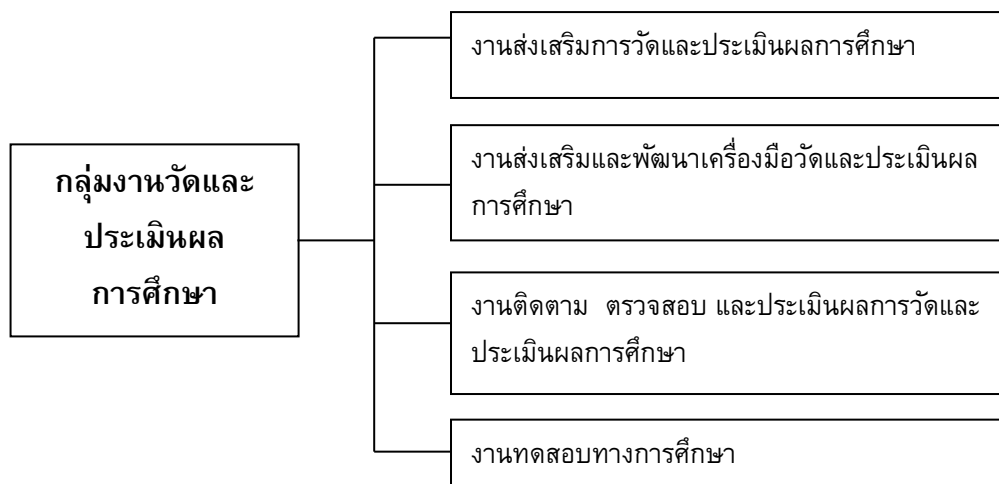 กลุ่มงานวัดและ
ประเมินผล
การศึกษา
งานส่งเสริมการวัดและประเมินผลการศึกษา
งานส่งเสริมและพัฒนาเครื่องมือวัดและประเมินผล
การศึกษา
งานติดตาม ตรวจสอบ และประเมินผลการวัดและ
ประเมินผลการศึกษา
งานทดสอบทางการศึกษา